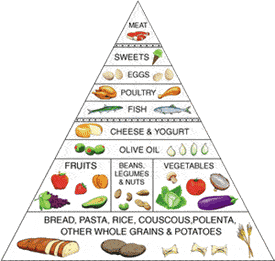 MEAT
SWEETS
EGGS
POULTRY
FISH
CHEESE & YOGURT
OLIVE OIL
FRUITS
BEANS,
LEGUMES
& NUTS
VEGETABLES
BREAD, PASTA, RICE, COUSCOUS,POLENTA,
OTHER WHOLE GRAINS & POTATOES